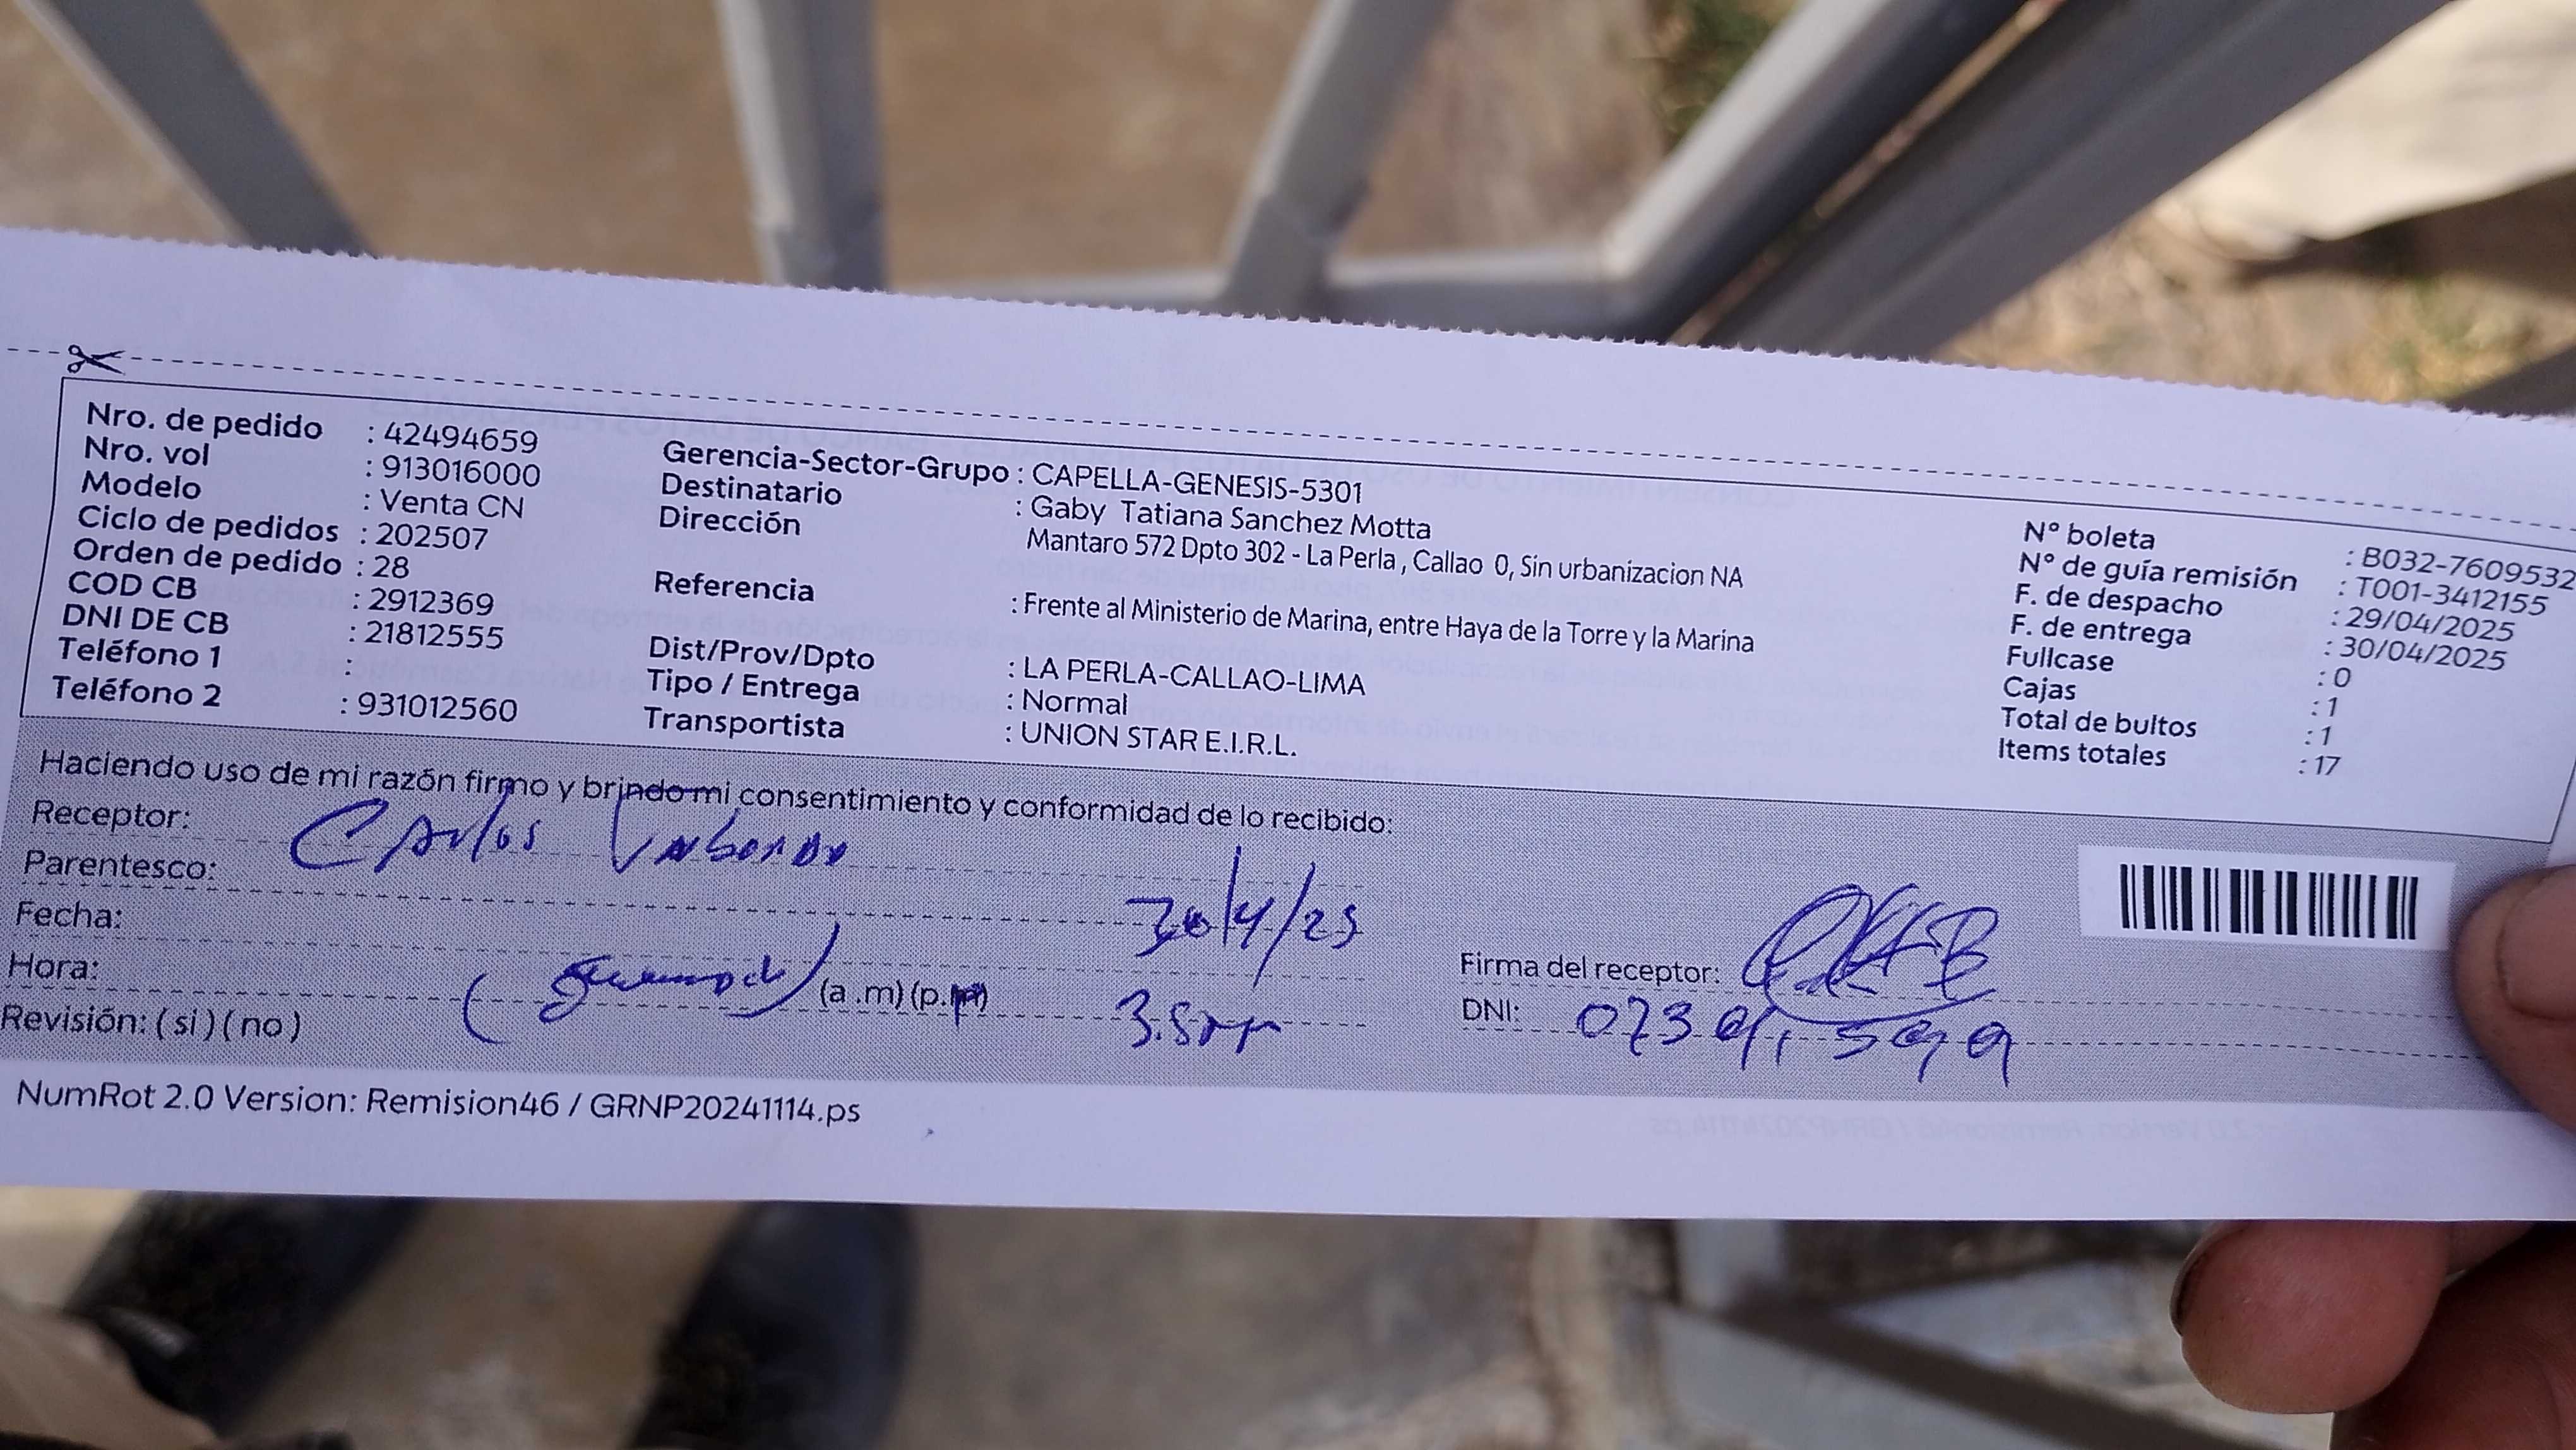 Nro. de pedido : 42494659
Nro. vol : 913016000
Modelo : Venta CN
Ciclo de pedidos : 202507
Orden de pedido : 28
COD CB : 2912369
DNI DE CB : 21812555
Teléfono 1 :
Teléfono 2 : 931012560
Gerencia-Sector-Grupo : CAPELLA-GENESIS-5301
Destinatario : Gaby Tatiana Sanchez Motta
Dirección Mantaro 572 Dpto 302 - La Perla , Callao 0, Sin urbanizacion NA
Referencia : Frente al Ministerio de Marina, entre Haya de la Torre y la Marina
Dist/Prov/Dpto : LA PERLA-CALLAO-LIMA
Tipo / Entrega : Normal
Transportista : UNION STAR E.I.R.L.
N° boleta : B032-7609532
N° de guía remisión : T001-3412155
F. de despacho : 29/04/2025
F. de entrega : 30/04/2025
Fullcase : 0
Cajas : 1
Total de bultos : 1
Items totales : 17
Haciendo uso de mi razón firmo y brindo mi consentimiento y conformidad de lo recibido:
Receptor: Carlos
Parentesco:
Fecha: 30/4/25
Hora: (a .m) (p.m)
Revisión: ( si ) ( no )
Firma del receptor:
DNI:
NumRot 2.0 Version: Remision46 / GRNP20241114.ps